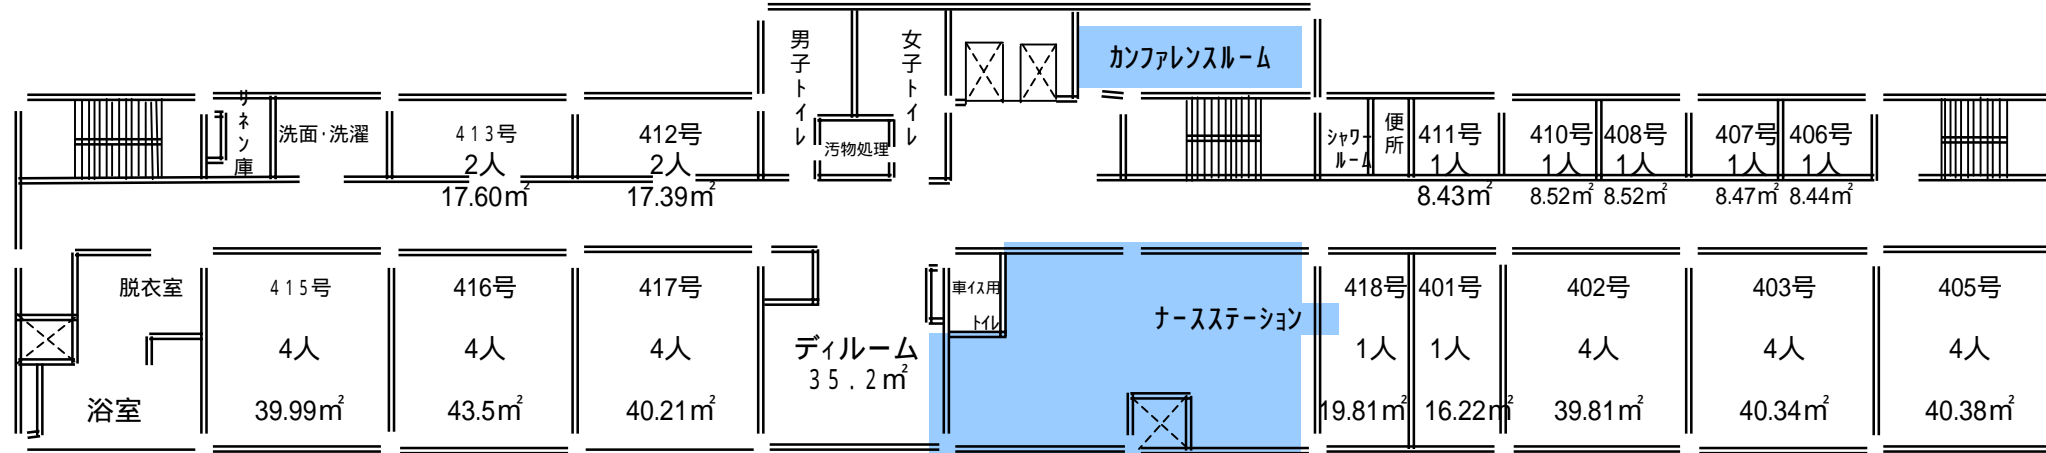 カンファレンスルーム
男子トイレ
女子トイレ
リネン庫
洗面·洗濯
413号
2人
17.60㎡
412号
2人
17.39㎡
汚物処理
シャワー
ルーム
便所
411号
1人
8.43㎡
410号
1人
8.52㎡
408号
1人
8.52㎡
407号
1人
8.47㎡
406号
1人
8.44㎡
脱衣室
浴室
415号
4人
39.99㎡
416号
4人
43.5㎡
417号
4人
40.21㎡
ディルーム
35.2㎡
車イス用
トイレ
ナースステーション
418号
1人
19.81㎡
401号
1人
16.22㎡
402号
4人
39.81㎡
403号
4人
40.34㎡
405号
4人
40.38㎡